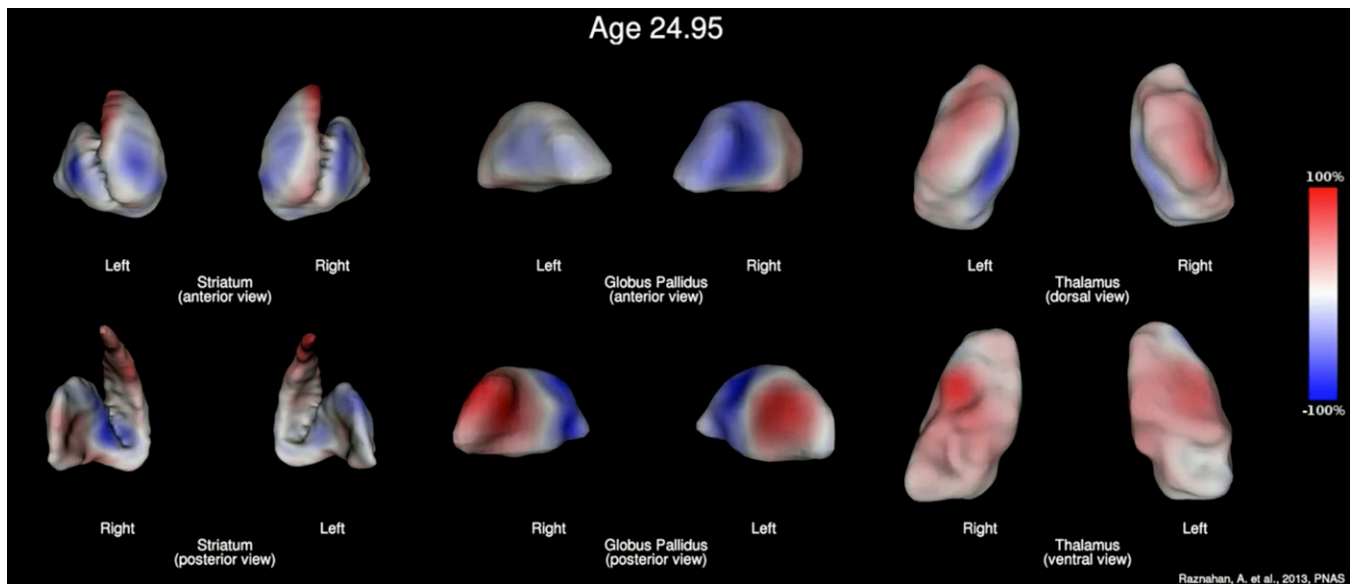 Age 24.95
Left
Right
Striatum
(anterior view)
Left
Right
Globus Pallidus
(anterior view)
Left
Right
Thalamus
(dorsal view)
100%
-100%
Right
Left
Striatum
(posterior view)
Right
Left
Globus Pallidus
(posterior view)
Right
Left
Thalamus
(ventral view)
Raznahan, A. et al., 2013, PNAS